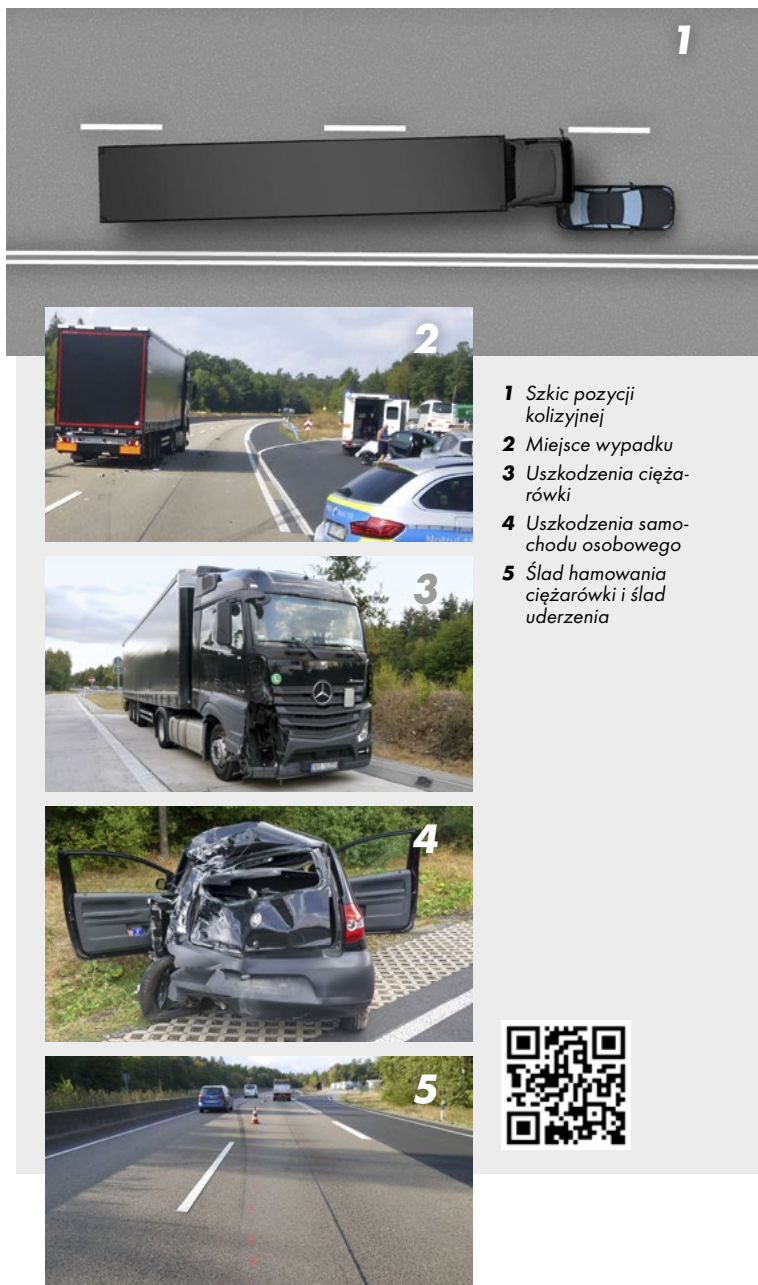 1
2
1 Szkic pozycji
kolizyjnej
2 Miejsce wypadku
3 Uszkodzenia cięża-
rówki
4 Uszkodzenia samo-
chodu osobowego
5 Ślad hamowania
ciężarówki i ślad
uderzenia
Notruf
3
L
4
5